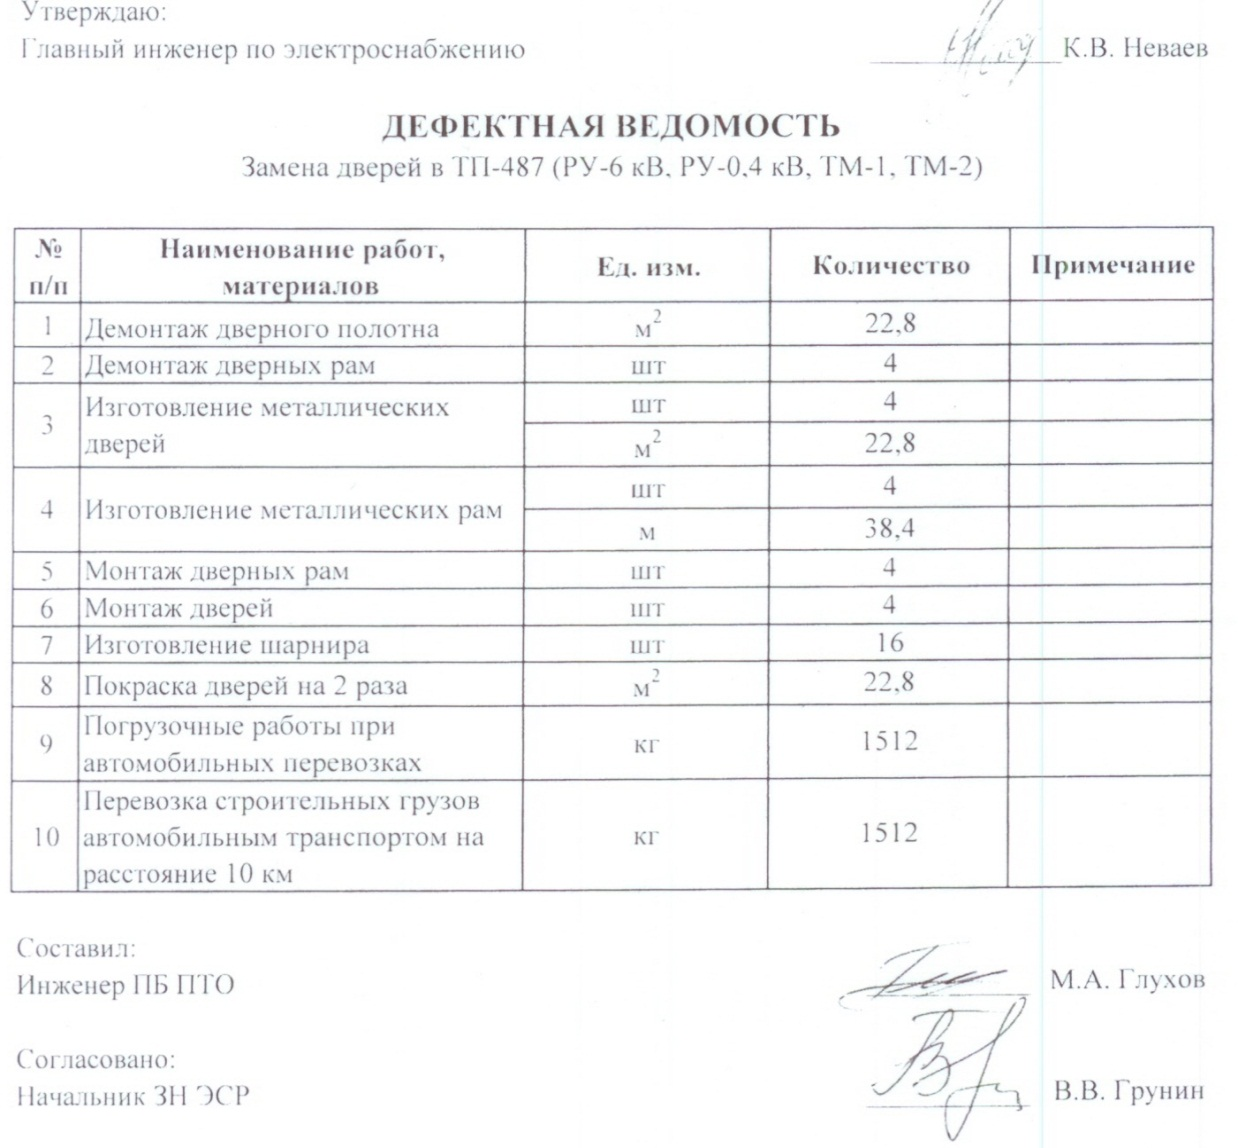 Утверждаю:
Главный инженер по электроснабжению
К.В. Неваев
ДЕФЕКТНАЯ ВЕДОМОСТЬ
Замена дверей в ТП-487 (РУ-6 кВ, РУ-0,4 кВ, ТМ-1, ТМ-2)
№ п/п Наименование работ, материалов Ед. изм. Количество Примечание
1 Демонтаж дверного полотна м² 22,8
2 Демонтаж дверных рам шт 4
3 Изготовление металлических дверей шт 4
м² 22,8
4 Изготовление металлических рам шт 4
м 38,4
5 Монтаж дверных рам шт 4
6 Монтаж дверей шт 4
7 Изготовление шарнира шт 16
8 Покраска дверей на 2 раза м² 22,8
9 Погрузочные работы при
автомобильных перевозках кг 1512
10 Перевозка строительных грузов
автомобильным транспортом на
расстояние 10 км кг 1512
Составил:
Инженер ПБ ПТО М.А. Глухов
Согласовано:
Начальник ЗН ЭСР В.В. Грунин